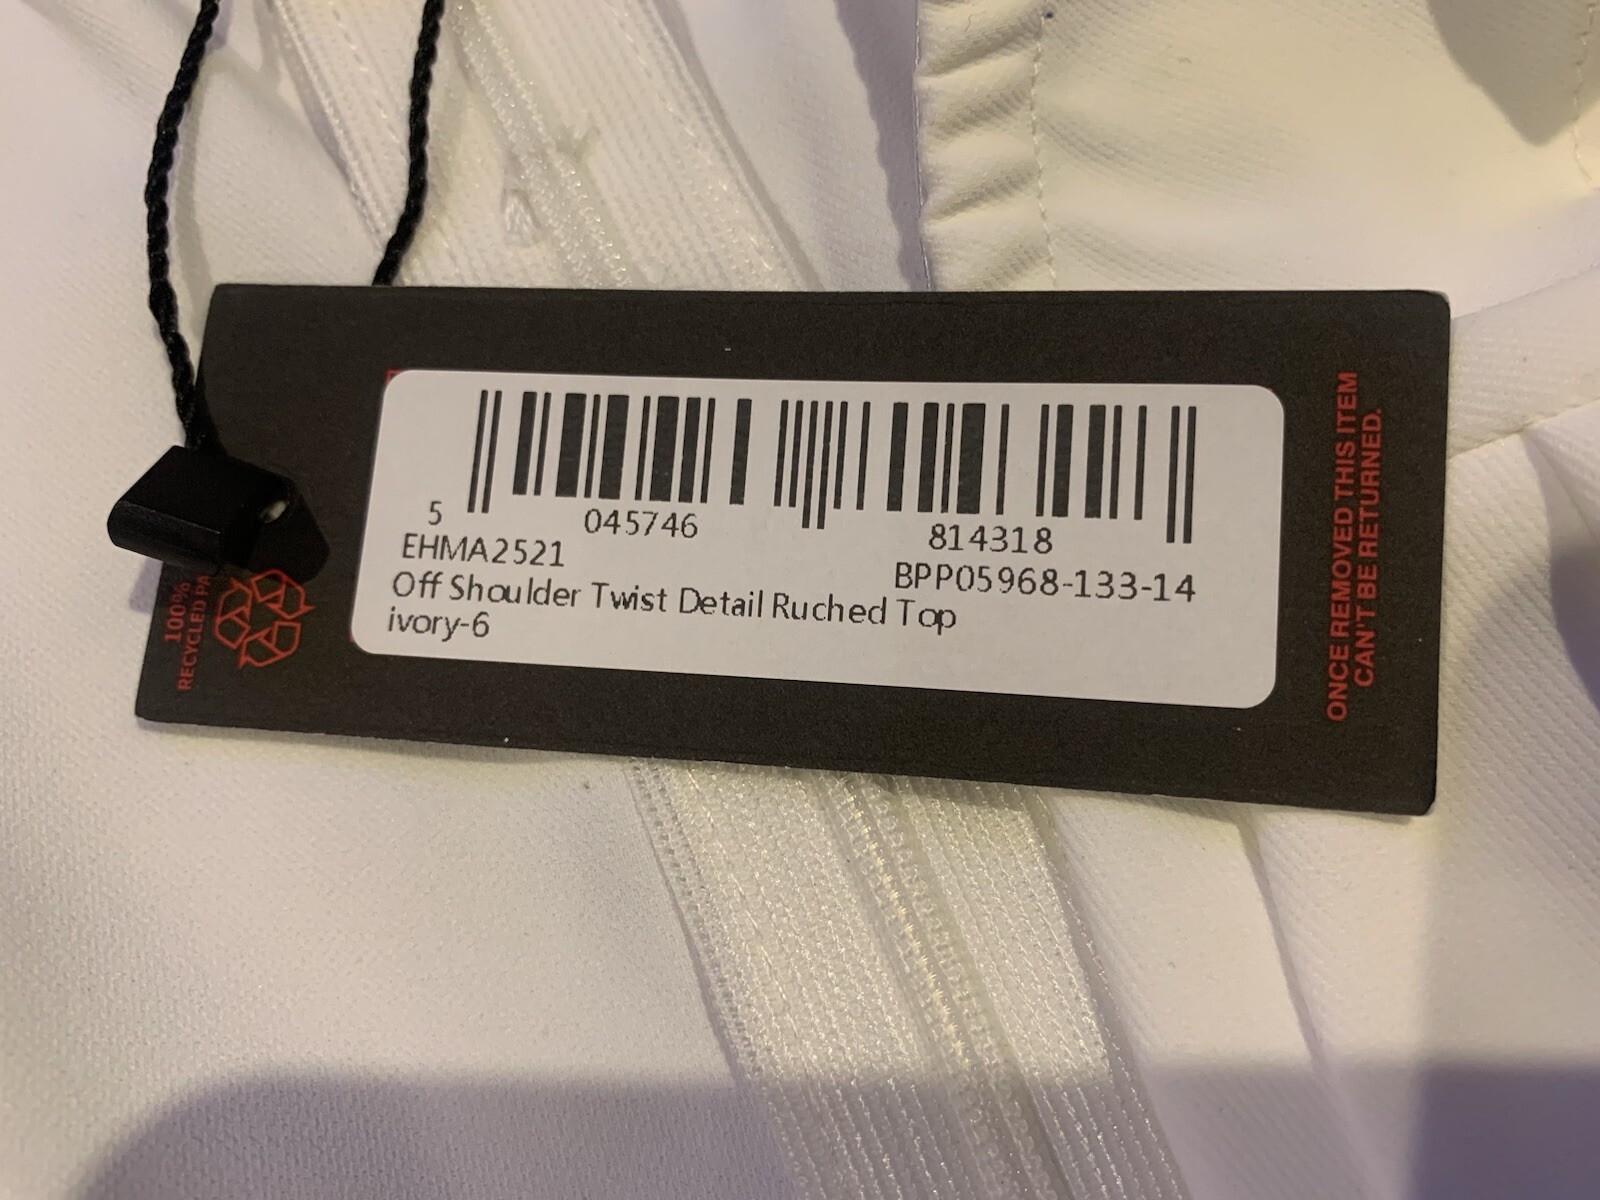 5 045746 814318
EHMA2521 BPP05968-133-14
Off Shoulder Twist Detail Ruched Top
ivory-6
100%
RECYCLED
ONCE REMOVED THIS ITEM
CAN'T BE RETURNED.